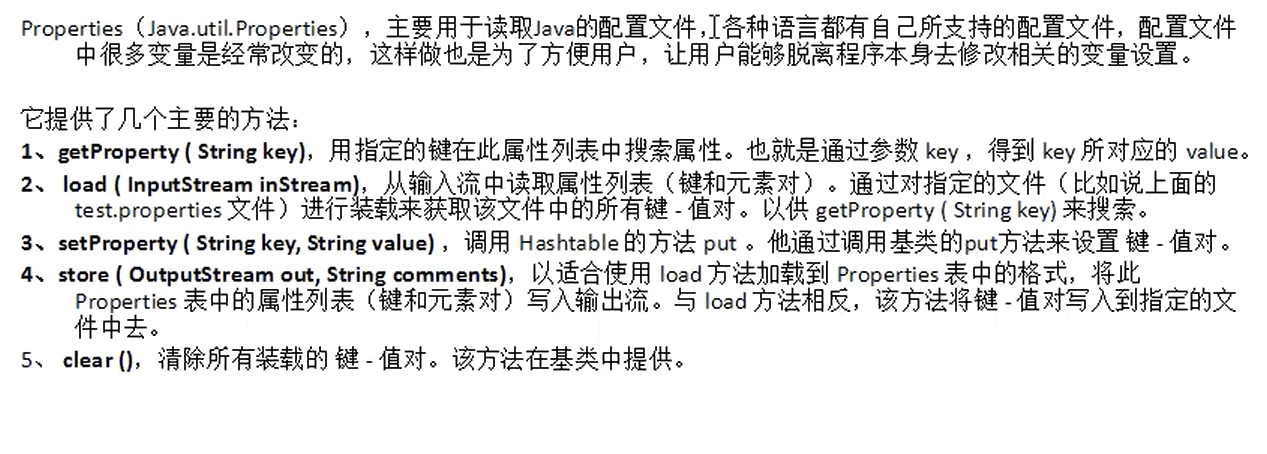 Properties（Java.util.Properties），主要用于读取Java的配置文件,各种语言都有自己所支持的配置文件，配置文件
中很多变量是经常改变的，这样做也是为了方便用户，让用户能够脱离程序本身去修改相关的变量设置。
它提供了几个主要的方法：
1、getProperty ( String key)，用指定的键在此属性列表中搜索属性。也就是通过参数 key ，得到 key 所对应的 value。
2、 load ( InputStream inStream)，从输入流中读取属性列表（键和元素对）。通过对指定的文件（比如说上面的
test.properties 文件）进行装载来获取该文件中的所有键 - 值对。以供 getProperty ( String key) 来搜索。
3、setProperty ( String key, String value) ，调用 Hashtable 的方法 put 。他通过调用基类的put方法来设置 键 - 值对。
4、store ( OutputStream out, String comments)，以适合使用 load 方法加载到 Properties 表中的格式，将此
Properties 表中的属性列表（键和元素对）写入输出流。与 load 方法相反，该方法将键 - 值对写入到指定的文
件中去。
5、 clear ()，清除所有装载的 键 - 值对。该方法在基类中提供。